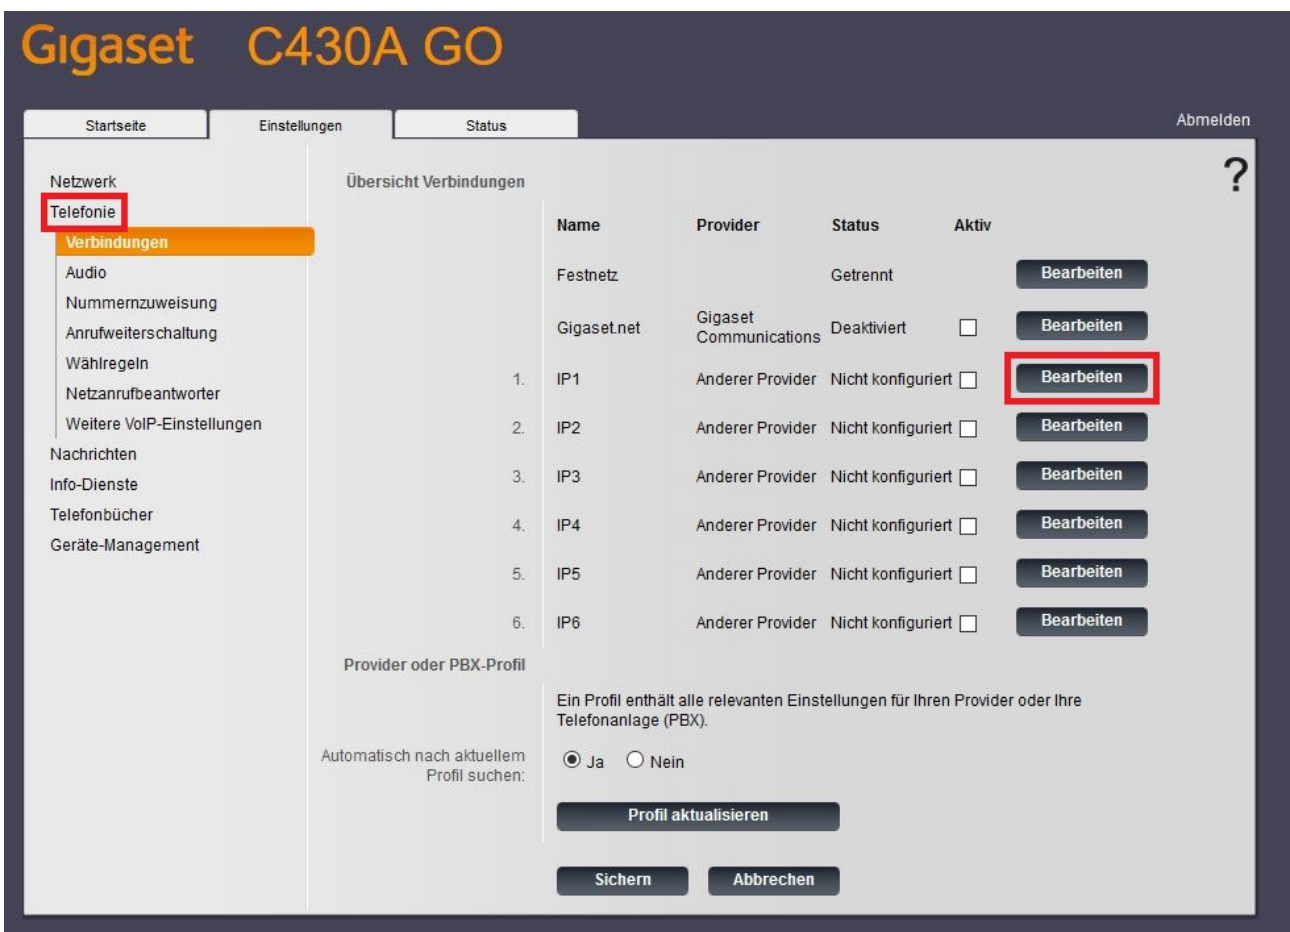 Gigaset C430A GO
Startseite Einstellungen Status Abmelden
?
Netzwerk
Telefonie
Verbindungen
Audio
Nummernzuweisung
Anrufweiterschaltung
Wählregeln
Netzanrufbeantworter
Weitere VoIP-Einstellungen
Nachrichten
Info-Dienste
Telefonbücher
Geräte-Management
Übersicht Verbindungen
Name Provider Status Aktiv
Festnetz Getrennt Bearbeiten
Gigaset.net Gigaset Communications Deaktiviert Bearbeiten
1. IP1 Anderer Provider Nicht konfiguriert Bearbeiten
2. IP2 Anderer Provider Nicht konfiguriert Bearbeiten
3. IP3 Anderer Provider Nicht konfiguriert Bearbeiten
4. IP4 Anderer Provider Nicht konfiguriert Bearbeiten
5. IP5 Anderer Provider Nicht konfiguriert Bearbeiten
6. IP6 Anderer Provider Nicht konfiguriert Bearbeiten
Provider oder PBX-Profil
Ein Profil enthält alle relevanten Einstellungen für Ihren Provider oder Ihre
Telefonanlage (PBX).
Automatisch nach aktuellem
Profil suchen:
Ja Nein
Profil aktualisieren
Sichern Abbrechen